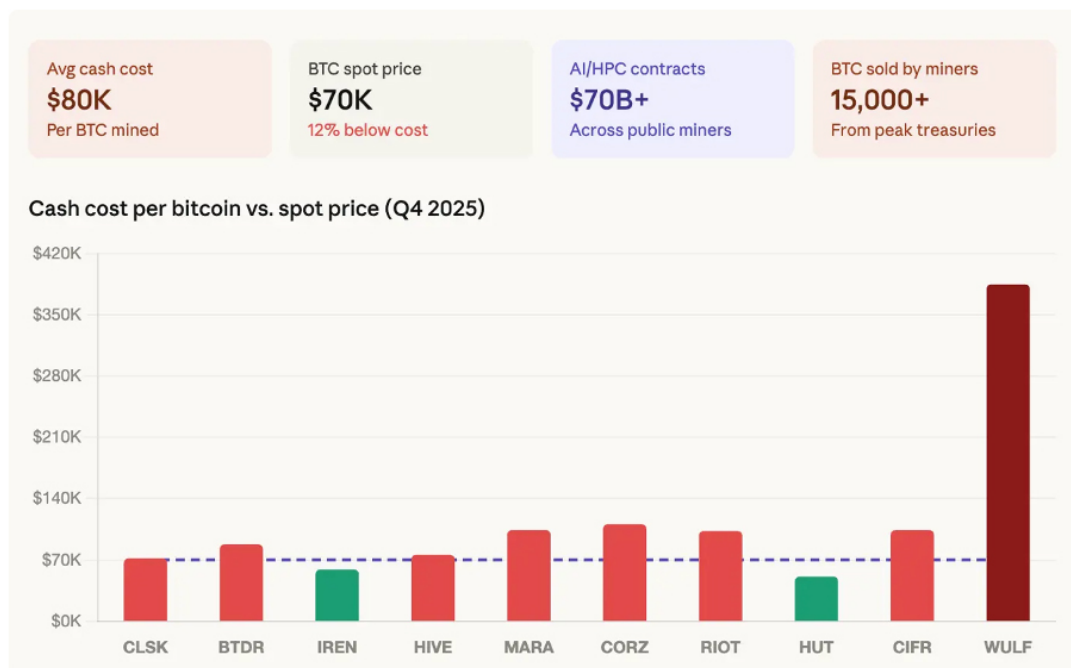 Avg cash cost
$80K
Per BTC mined
BTC spot price
$70K
12% below cost
AI/HPC contracts
$70B+
Across public miners
BTC sold by miners
15,000+
From peak treasuries
Cash cost per bitcoin vs. spot price (Q4 2025)
$420K
$350K
$280K
$210K
$140K
$70K
$0K
CLSK BTDR IREN HIVE MARA CORZ RIOT HUT CIFR WULF